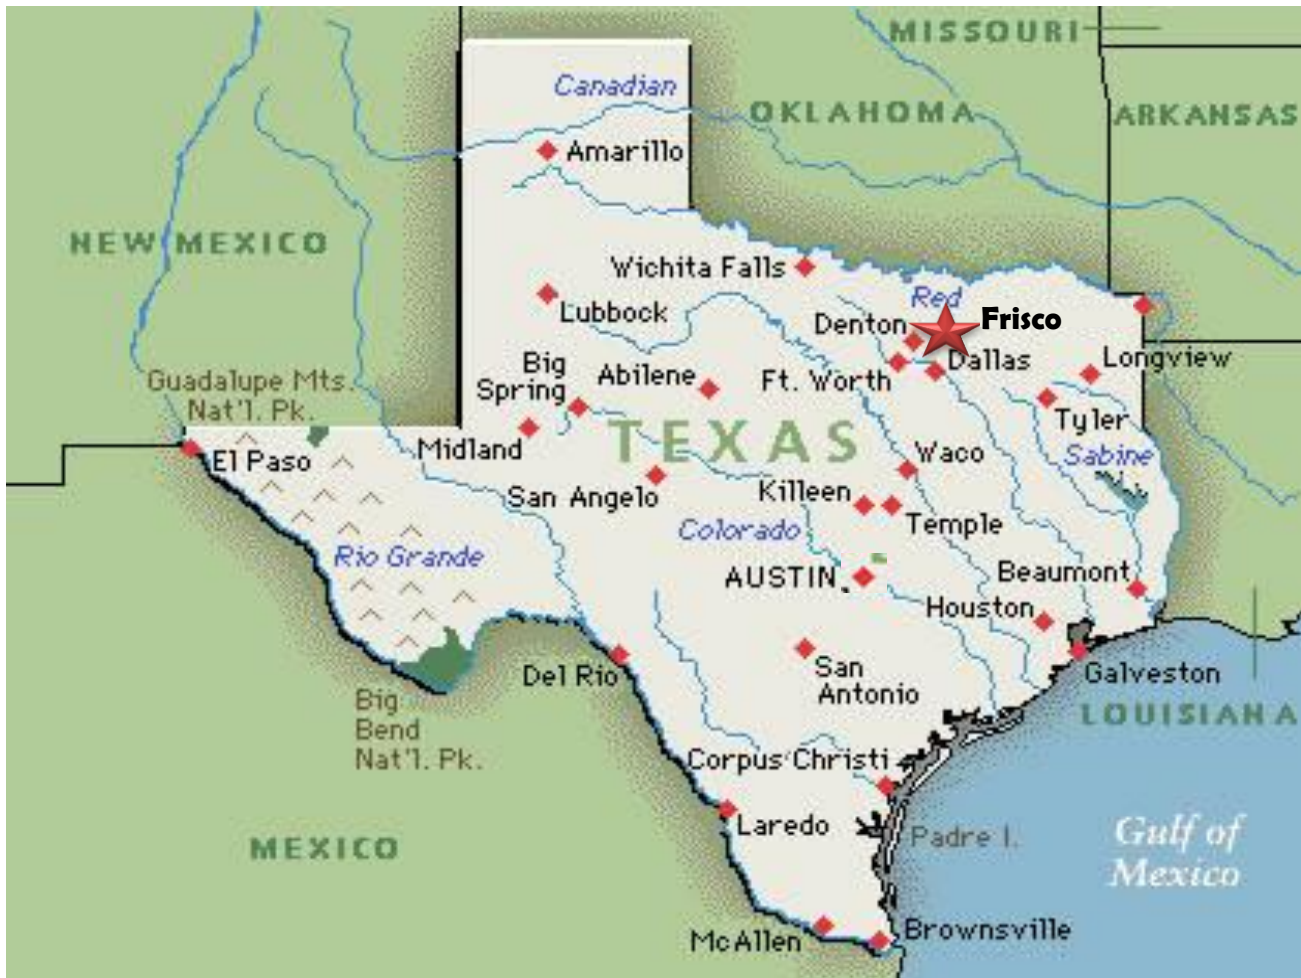 MISSOURI
Canadian
OKLAHOMA
ARKANSAS
Amarillo
NEW MEXICO
Wichita Falls
Red
Lubbock
Denton
Frisco
Big
Spring
Abilene
Ft. Worth
Dallas
Longview
Guadalupe Mts.
Nat'l. Pk.
TEXAS
Tyler
Midland
El Paso
Waco
Sabine
San Angelo
Killeen
Temple
Colorado
Rio Grande
AUSTIN
Beaumont
Houston
Del Rio
San
Antonio
Galveston
Big
Bend
Nat'l. Pk.
LOUISIANA
Corpus Christi
Laredo
Padre I.
Gulf of
Mexico
MEXICO
McAllen
Brownsville